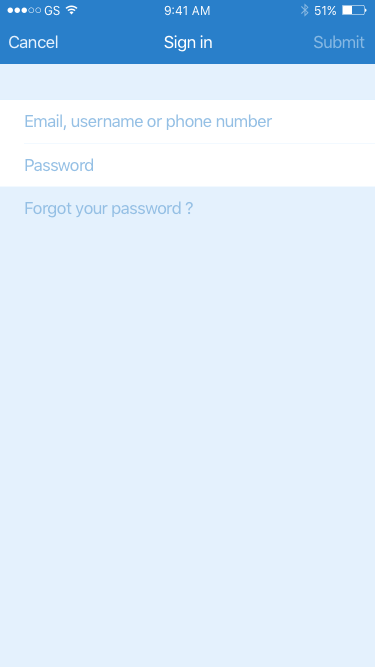 GS 9:41 AM 51%
Cancel Sign in Submit
Email, username or phone number
Password
Forgot your password ?